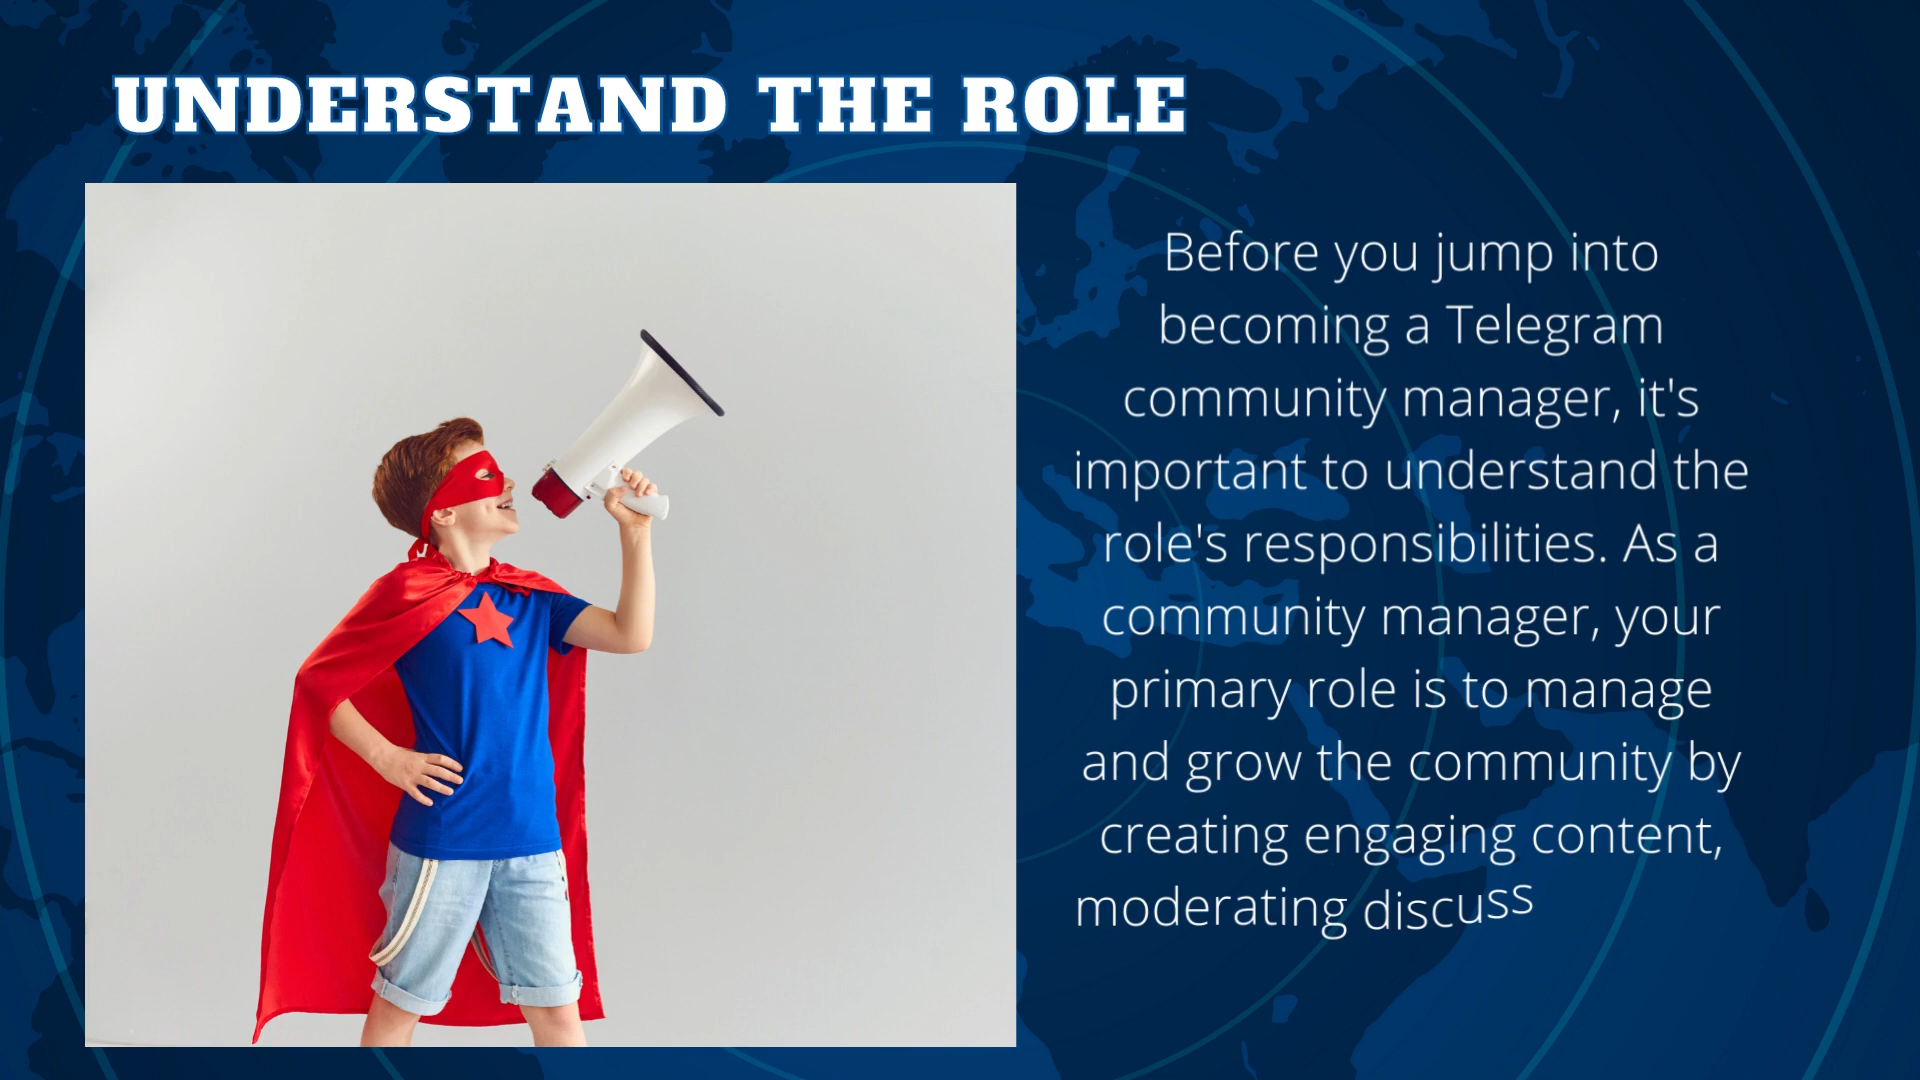 UNDERSTAND THE ROLE
Before you jump into
becoming a Telegram
community manager, it's
important to understand the
role's responsibilities. As a
community manager, your
primary role is to manage
and grow the community by
creating engaging content,
moderating discuss